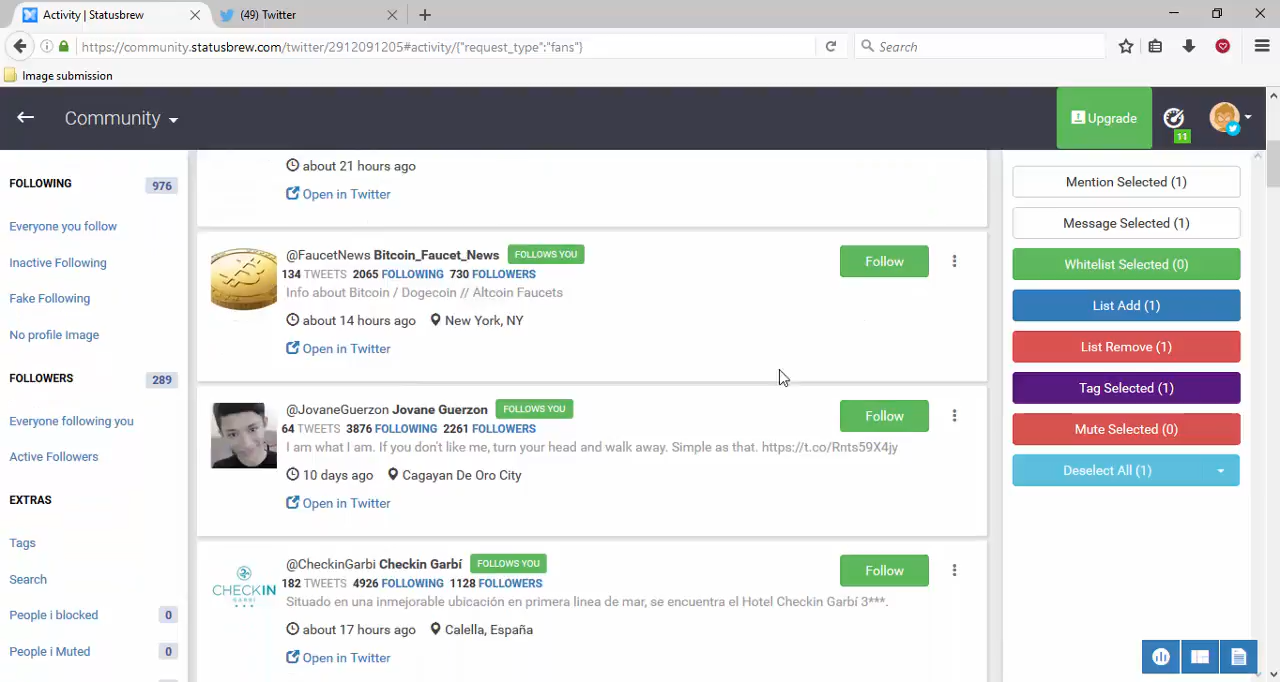 Activity | Statusbrew
(49) Twitter
https://community.statusbrew.com/twitter/2912091205#activity/{"request_type":"fans"}
Search
Image submission
Community
Upgrade
11
FOLLOWING 976
Everyone you follow
Inactive Following
Fake Following
No profile Image
FOLLOWERS 289
Everyone following you
Active Followers
EXTRAS
Tags
Search
People i blocked 0
People i Muted 0
about 21 hours ago
Open in Twitter
@FaucetNews Bitcoin_Faucet_News FOLLOWS YOU
134 TWEETS 2065 FOLLOWING 730 FOLLOWERS
Info about Bitcoin / Dogecoin // Altcoin Faucets
about 14 hours ago New York, NY
Open in Twitter
Follow
@JovaneGuerzon Jovane Guerzon FOLLOWS YOU
64 TWEETS 3876 FOLLOWING 2261 FOLLOWERS
I am what I am. If you don't like me, turn your head and walk away. Simple as that. https://t.co/Rnts59X4jy
10 days ago Cagayan De Oro City
Open in Twitter
Follow
@CheckinGarbi Checkin Garbí FOLLOWS YOU
182 TWEETS 4926 FOLLOWING 1128 FOLLOWERS
Situado en una inmejorable ubicación en primera linea de mar, se encuentra el Hotel Checkin Garbí 3***.
about 17 hours ago Calella, España
Open in Twitter
Follow
CHECKIN
GARBÍ
Mention Selected (1)
Message Selected (1)
Whitelist Selected (0)
List Add (1)
List Remove (1)
Tag Selected (1)
Mute Selected (0)
Deselect All (1)